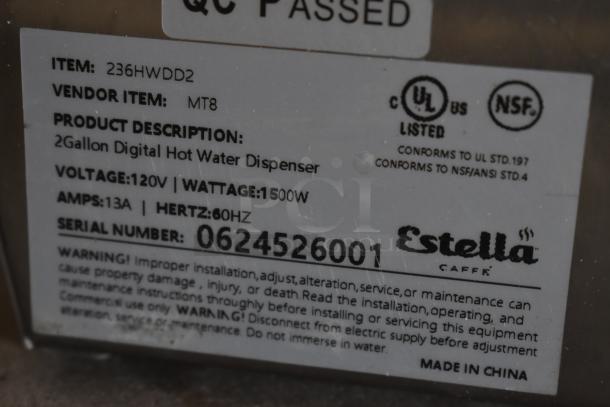 QC PASSED
ITEM: 236HWDD2
VENDOR ITEM: MT8
PRODUCT DESCRIPTION:
2Gallon Digital Hot Water Dispenser
VOLTAGE:120V | WATTAGE:1500W
AMPS:13A | HERTZ:60HZ
SERIAL NUMBER: 0624526001
C UL US
LISTED
NSF
CONFORMS TO UL STD.197
CONFORMS TO NSF/ANSI STD.4
PCI
Estella
CAFFÉ
WARNING! Improper installation,adjust,alteration,service,or maintenance can
cause property damage , injury, or death.Read the installation,operating, and
maintenance instructions throughly before installing or servicing this equipment
Commercial use only. WARNING! Disconnect from electric supply before adjustment
alteration, service or maintenance. Do not immerse in water.
MADE IN CHINA